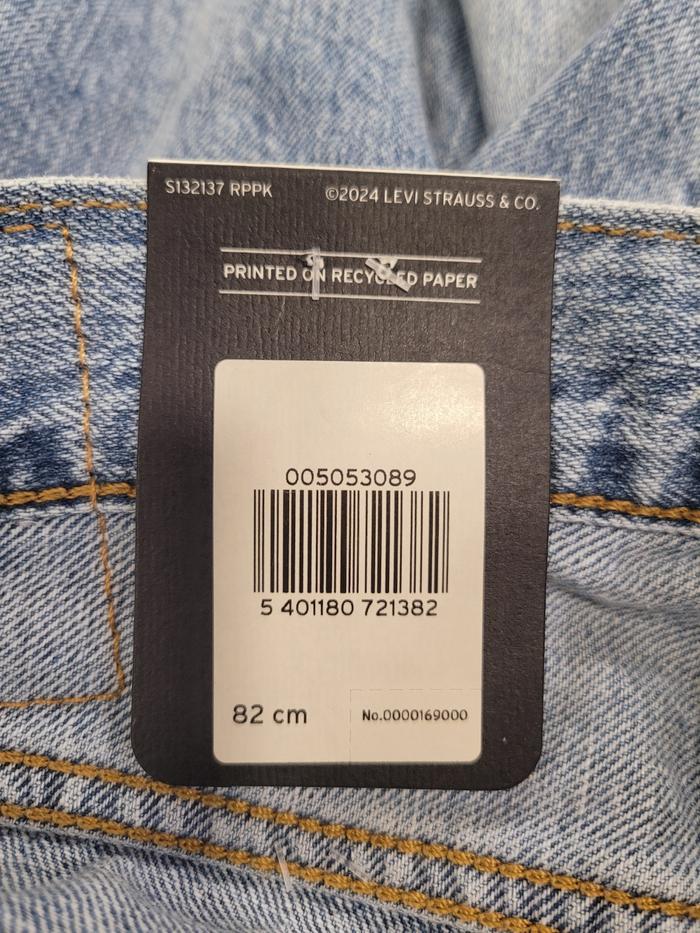 S132137 RPPK
©2024 LEVI STRAUSS & CO.
PRINTED ON RECYCLED PAPER
005053089
5 401180 721382
82 cm
No.0000169000